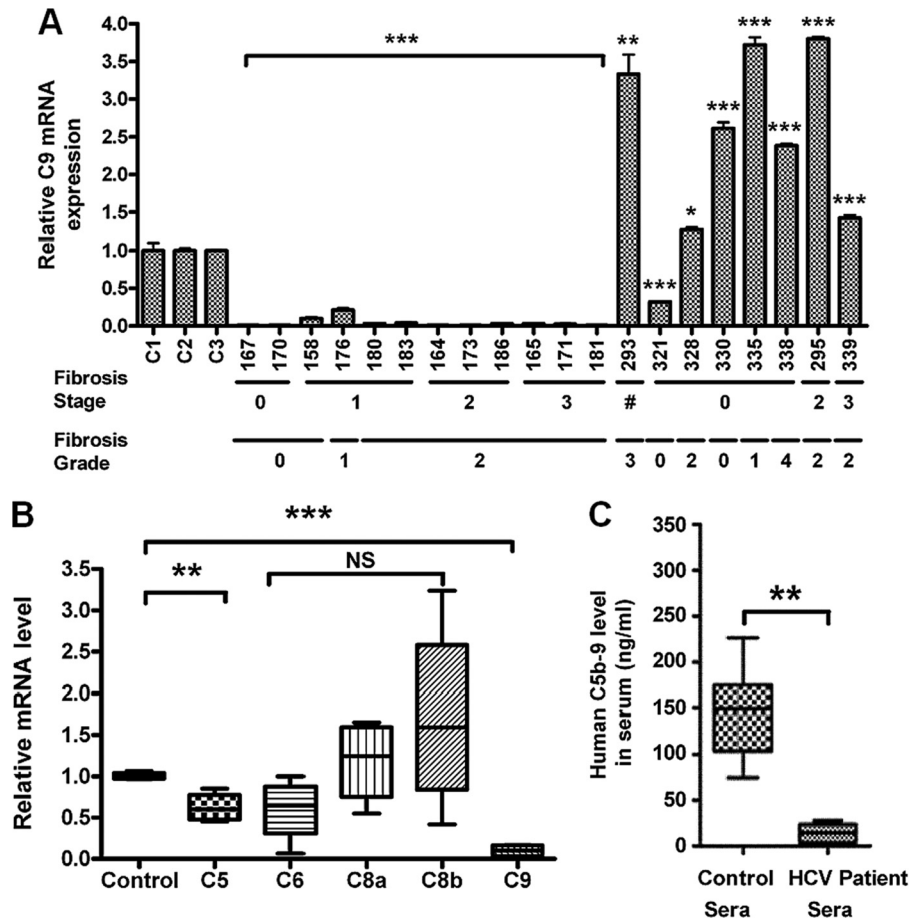 A
Relative C9 mRNA
expression
4.0
3.5
3.0
2.5
2.0
1.5
1.0
0.5
0.0
*** ** *** * *** *** *** *** ***
C1 C2 C3 167 170 158 176 180 183 164 173 186 165 171 181 293 321 328 330 335 338 295 339
Fibrosis
Stage 0 1 2 3 # 0 2 3
Fibrosis
Grade 0 1 2 3 0 2 0 1 4 2 2
B
***
** NS
Relative mRNA level
3.5
3.0
2.5
2.0
1.5
1.0
0.5
0.0
Control C5 C6 C8a C8b C9
C
Human C5b-9 level
in serum (ng/ml)
350
300
250
200
150
100
50
0
**
Control HCV Patient
Sera Sera